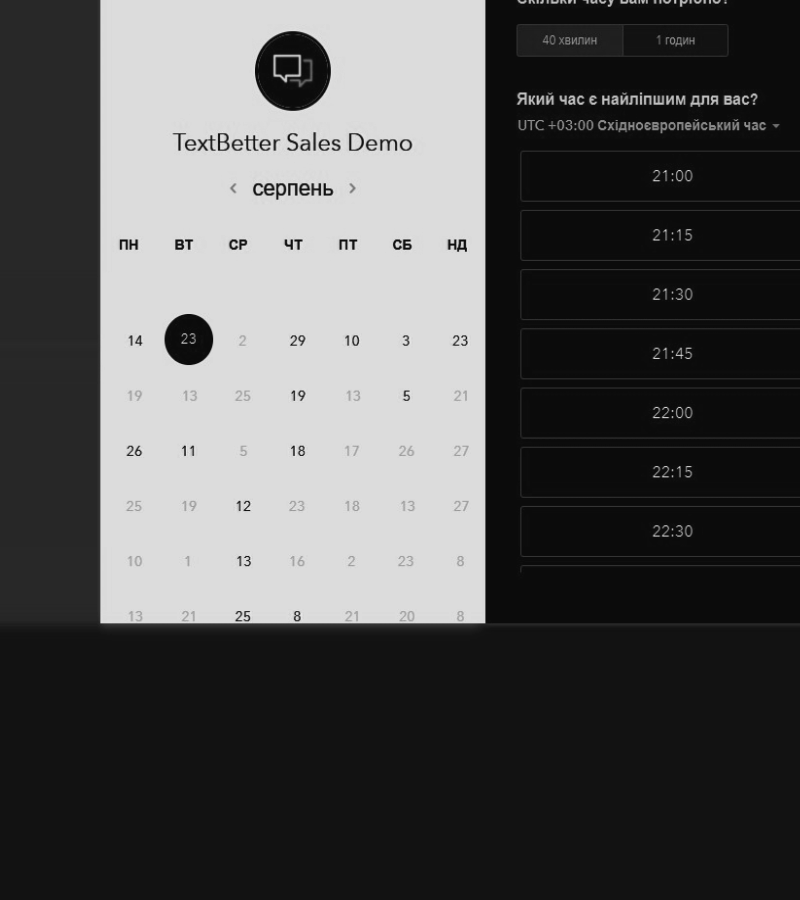 TextBetter Sales Demo
серпень
ПН ВТ СР ЧТ ПТ СБ НД
14 23 2 29 10 3 23
19 13 25 19 13 5 21
26 11 5 18 17 26 27
25 19 12 23 18 13 27
10 1 13 16 2 23 8
13 21 25 8 21 20 8
Скільки часу вам потрібно?
40 хвилин 1 годин
Який час є найліпшим для вас?
UTC +03:00 Східноєвропейський час
21:00
21:15
21:30
21:45
22:00
22:15
22:30